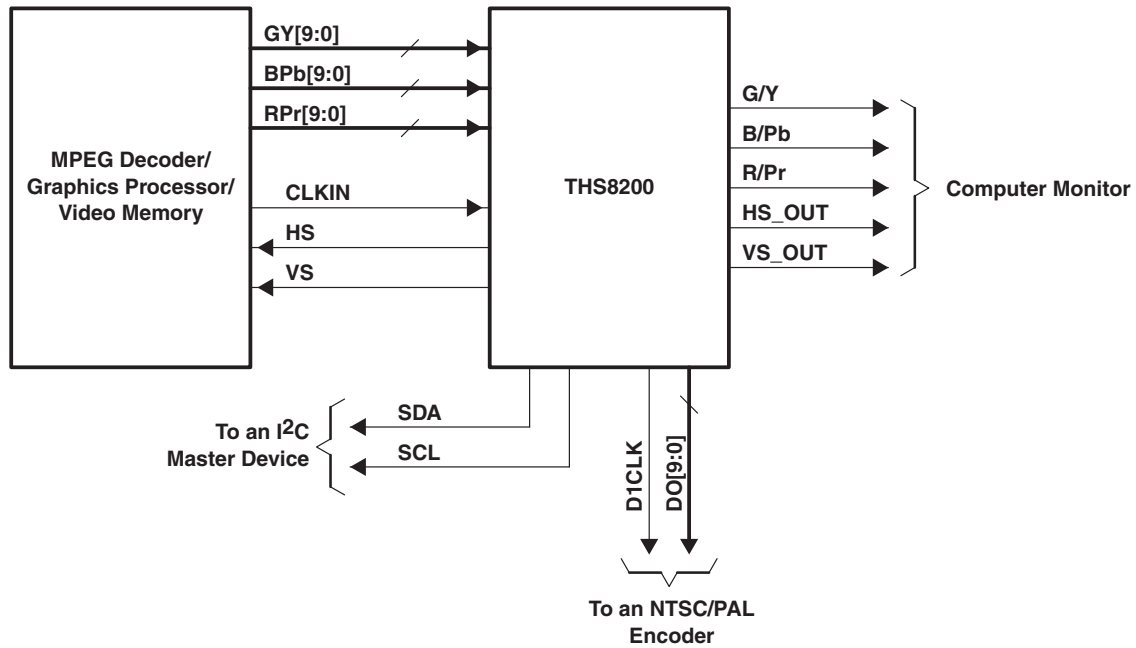 GY[9:0]
BPb[9:0]
RPr[9:0]
MPEG Decoder/
Graphics Processor/
Video Memory
CLKIN
HS
VS
THS8200
G/Y
B/Pb
R/Pr
HS_OUT
VS_OUT
Computer Monitor
To an I²C
Master Device
SDA
SCL
D1CLK
DO[9:0]
To an NTSC/PAL
Encoder